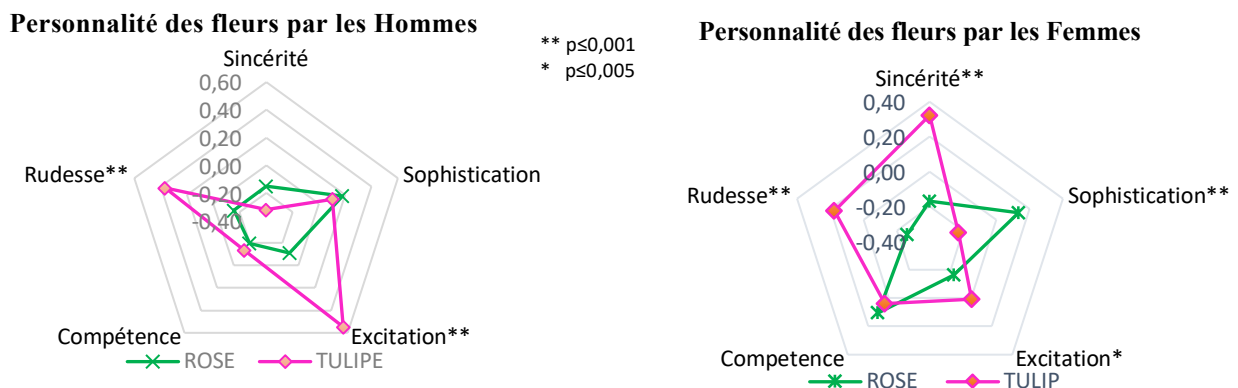 Personnalité des fleurs par les Hommes
** p≤0,001
* p≤0,005
Sincérité
0,60
0,40
0,20
0,00
-0,20
-0,40
Rudesse**
Sophistication
Compétence
Excitation**
ROSE
TULIPE
Personnalité des fleurs par les Femmes
Sincérité**
0,40
0,20
0,00
-0,20
-0,40
Rudesse**
Sophistication**
Competence
Excitation*
ROSE
TULIP